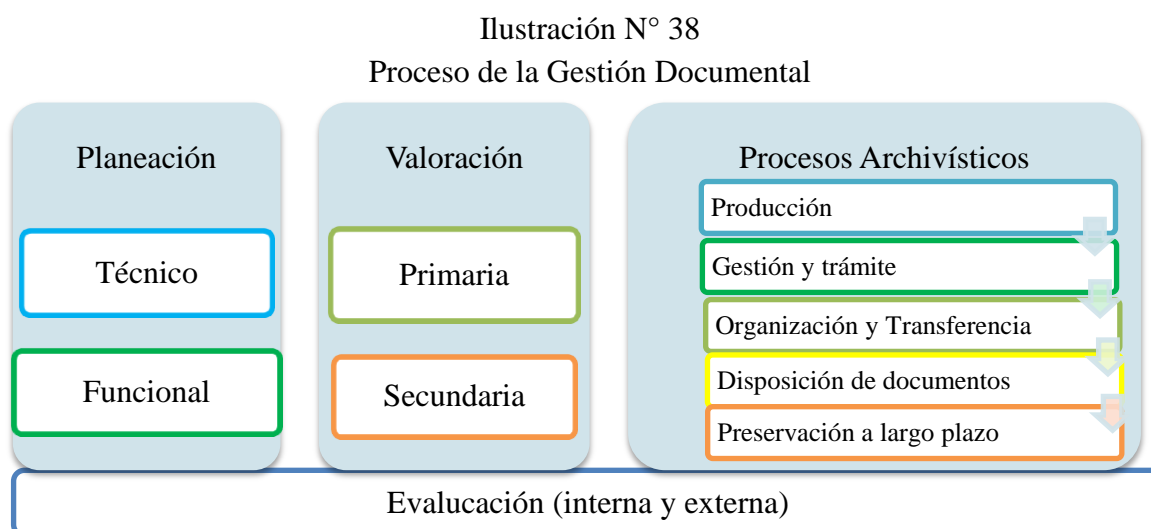 Ilustración N° 38
Proceso de la Gestión Documental
Planeación
Técnico
Funcional
Valoración
Primaria
Secundaria
Procesos Archivísticos
Producción
Gestión y trámite
Organización y Transferencia
Disposición de documentos
Preservación a largo plazo
Evalucación (interna y externa)